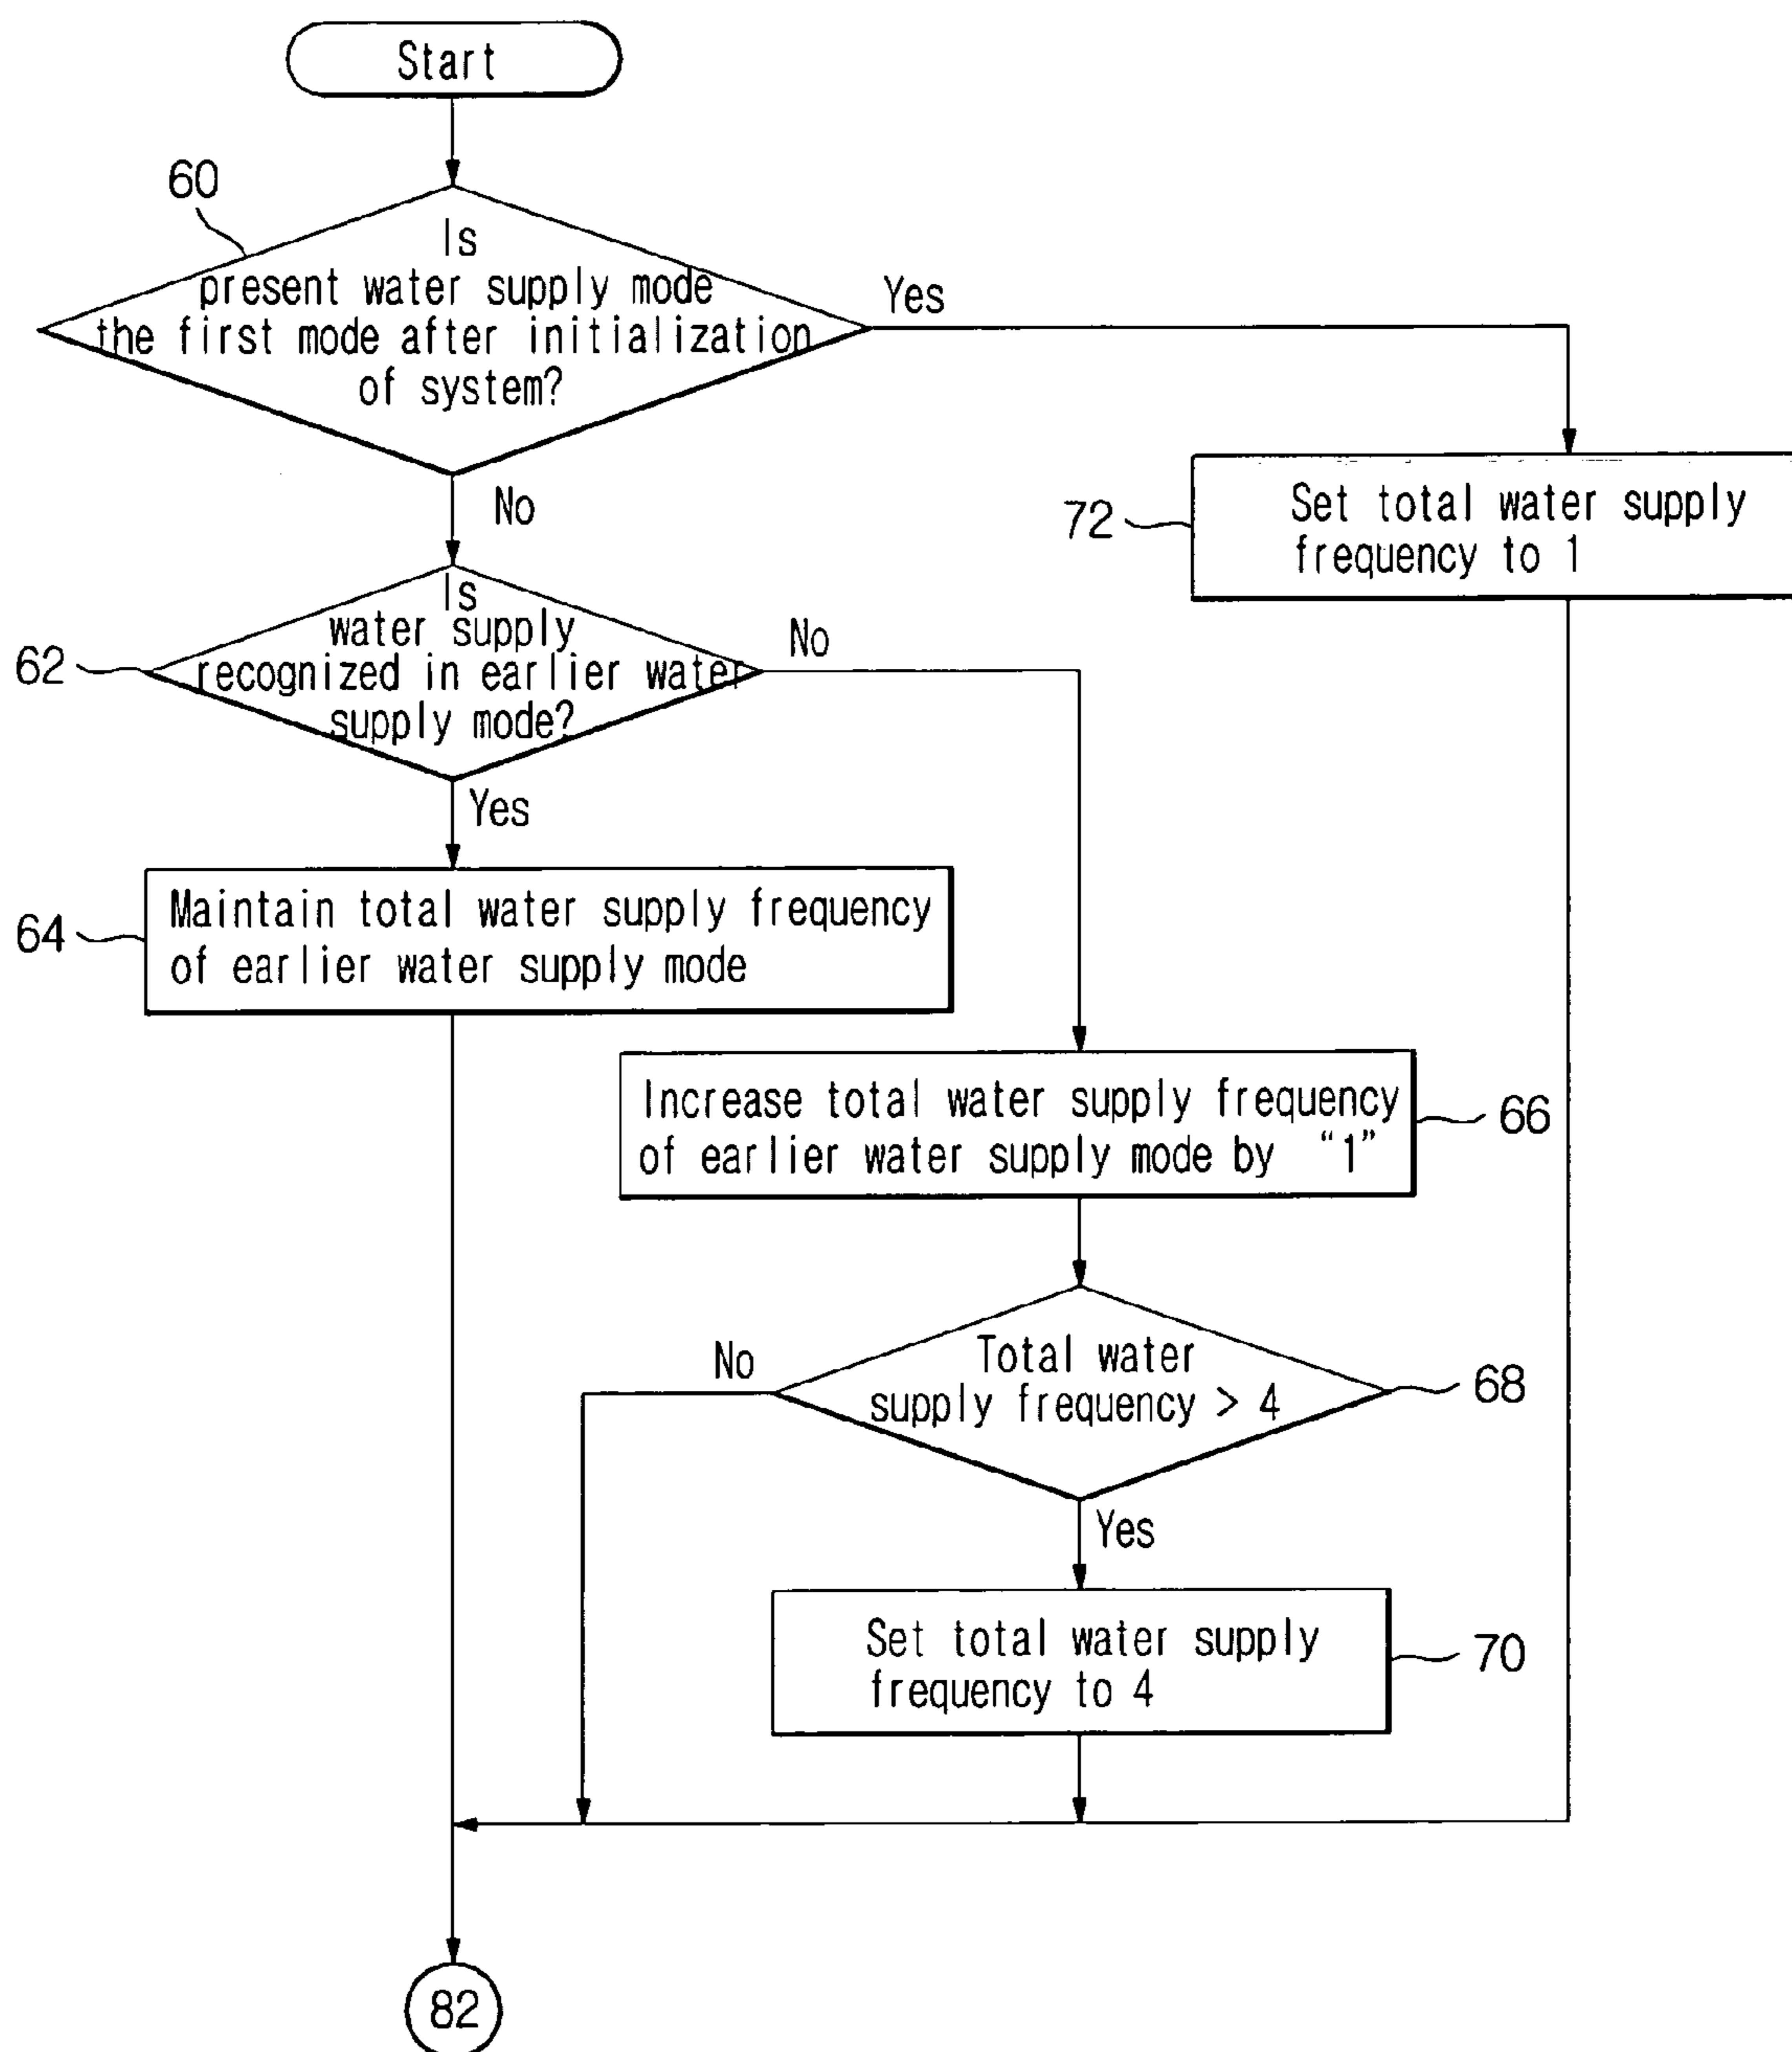 Start
60
Is
present water supply mode
the first mode after initialization
of system?
Yes
No
72
Set total water supply
frequency to 1
62
Is
water supply
recognized in earlier water
supply mode?
No
Yes
64
Maintain total water supply frequency
of earlier water supply mode
Increase total water supply frequency
of earlier water supply mode by “1”
66
No
Total water
supply frequency > 4
68
Yes
Set total water supply
frequency to 4
70
82